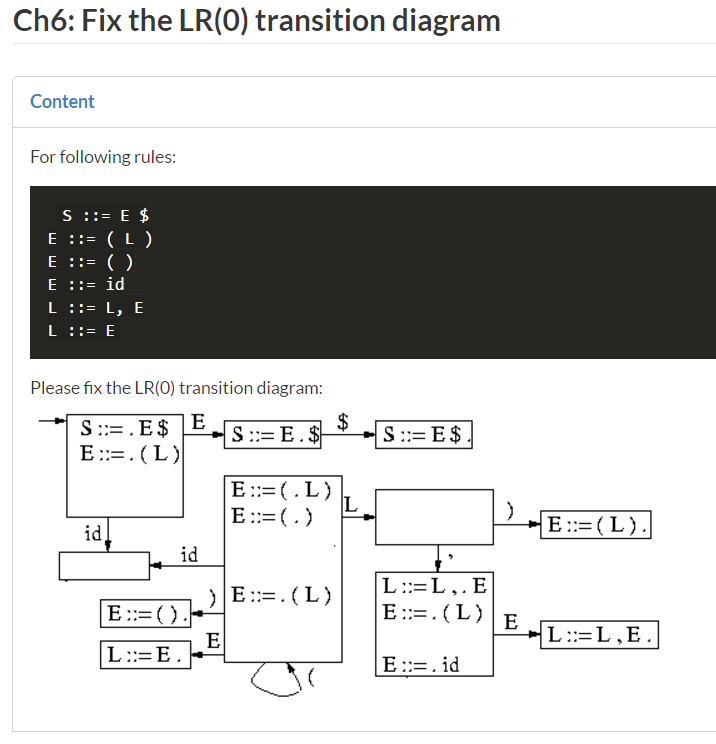 Ch6: Fix the LR(0) transition diagram
Content
For following rules:
S ::= E $
E ::= ( L )
E ::= ( )
E ::= id
L ::= L, E
L ::= E
Please fix the LR(0) transition diagram:
S ::= . E $
E ::= . ( L )
E
S ::= E . $
$
S ::= E $ .
id
E ::= ( . L )
E ::= ( . )
E ::= . ( L )
L
)
E ::= ( L ) .
id
)
E ::= ( ) .
E
L ::= E .
(
,
L ::= L , . E
E ::= . ( L )
E ::= . id
E
L ::= L , E .